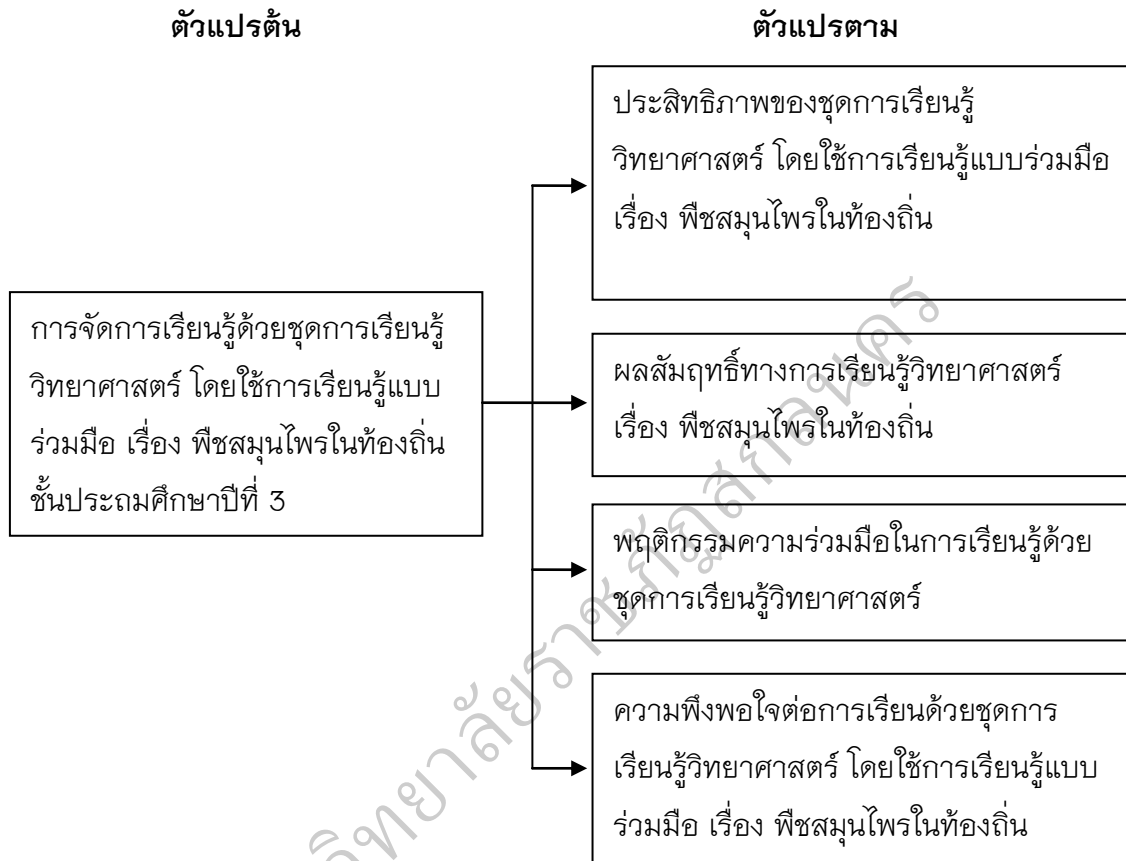 ตัวแปรต้น
ตัวแปรตาม
การจัดการเรียนรู้ด้วยชุดการเรียนรู้
วิทยาศาสตร์ โดยใช้การเรียนรู้แบบ
ร่วมมือ เรื่อง พืชสมุนไพรในท้องถิ่น
ชั้นประถมศึกษาปีที่ 3
ประสิทธิภาพของชุดการเรียนรู้
วิทยาศาสตร์ โดยใช้การเรียนรู้แบบร่วมมือ
เรื่อง พืชสมุนไพรในท้องถิ่น
ผลสัมฤทธิ์ทางการเรียนรู้วิทยาศาสตร์
เรื่อง พืชสมุนไพรในท้องถิ่น
พฤติกรรมความร่วมมือในการเรียนรู้ด้วย
ชุดการเรียนรู้วิทยาศาสตร์
ความพึงพอใจต่อการเรียนด้วยชุดการ
เรียนรู้วิทยาศาสตร์ โดยใช้การเรียนรู้แบบ
ร่วมมือ เรื่อง พืชสมุนไพรในท้องถิ่น
วิทยาลัยราชภัฏสกลนคร